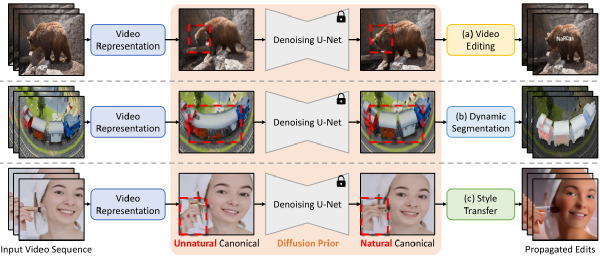 Video
Representation
Denoising U-Net
(a) Video
Editing
NaRCan
Video
Representation
Denoising U-Net
(b) Dynamic
Segmentation
Video
Representation
Denoising U-Net
(c) Style
Transfer
Input Video Sequence
Unnatural Canonical
Diffusion Prior
Natural Canonical
Propagated Edits